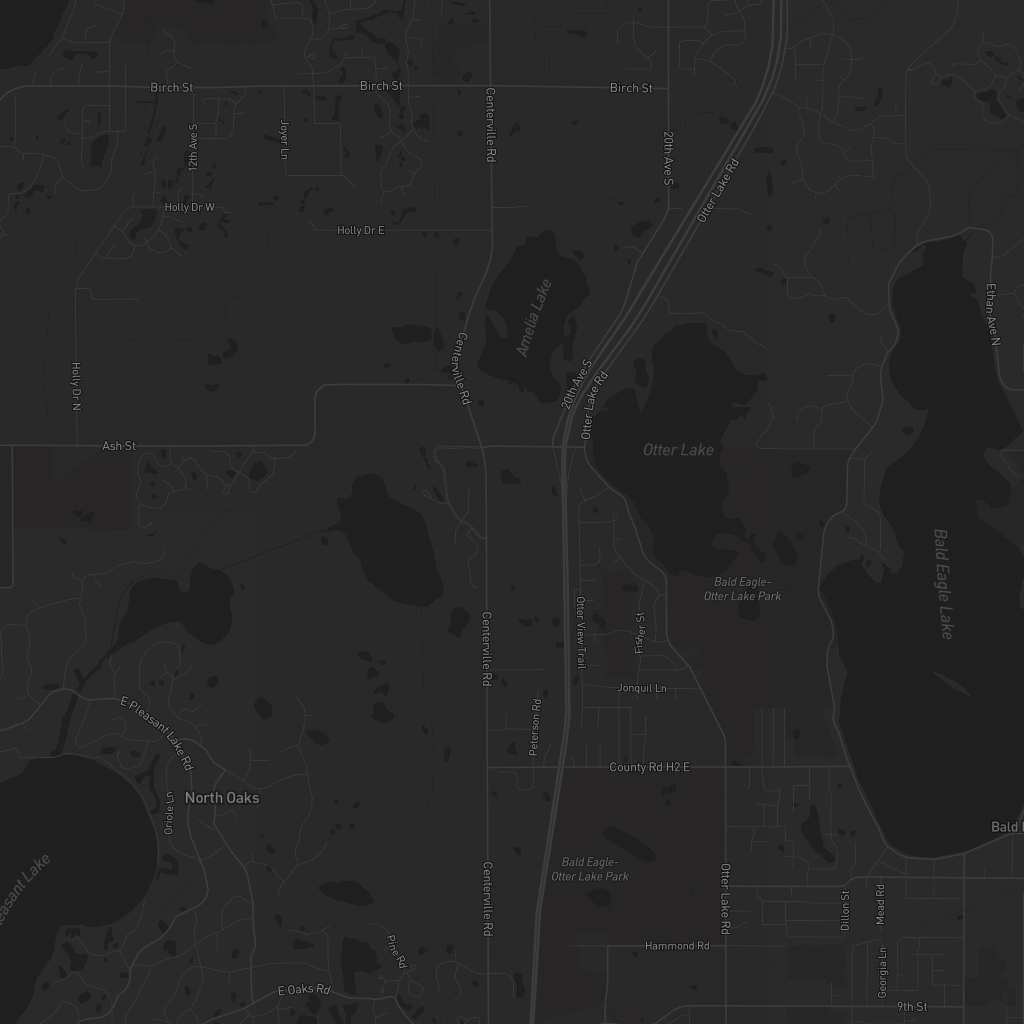 Birch St
Birch St
Birch St
Centerville Rd
12th Ave S
Joyer Ln
20th Ave S
Otter Lake Rd
Holly Dr W
Holly Dr E
Amelia Lake
Ethan Ave N
Centerville Rd
Holly Dr N
20th Ave S
Otter Lake Rd
Ash St
Otter Lake
Bald Eagle Lake
Bald Eagle-
Otter Lake Park
Centerville Rd
Otter View Trail
Fisher St
Jonquil Ln
E Pleasant Lake Rd
Peterson Rd
County Rd H2 E
North Oaks
Oriole Ln
Bald
easant Lake
Bald Eagle-
Otter Lake Park
Centerville Rd
Otter Lake Rd
Dillon St
Mead Rd
Pine Rd
Hammond Rd
Georgia Ln
E Oaks Rd
9th St